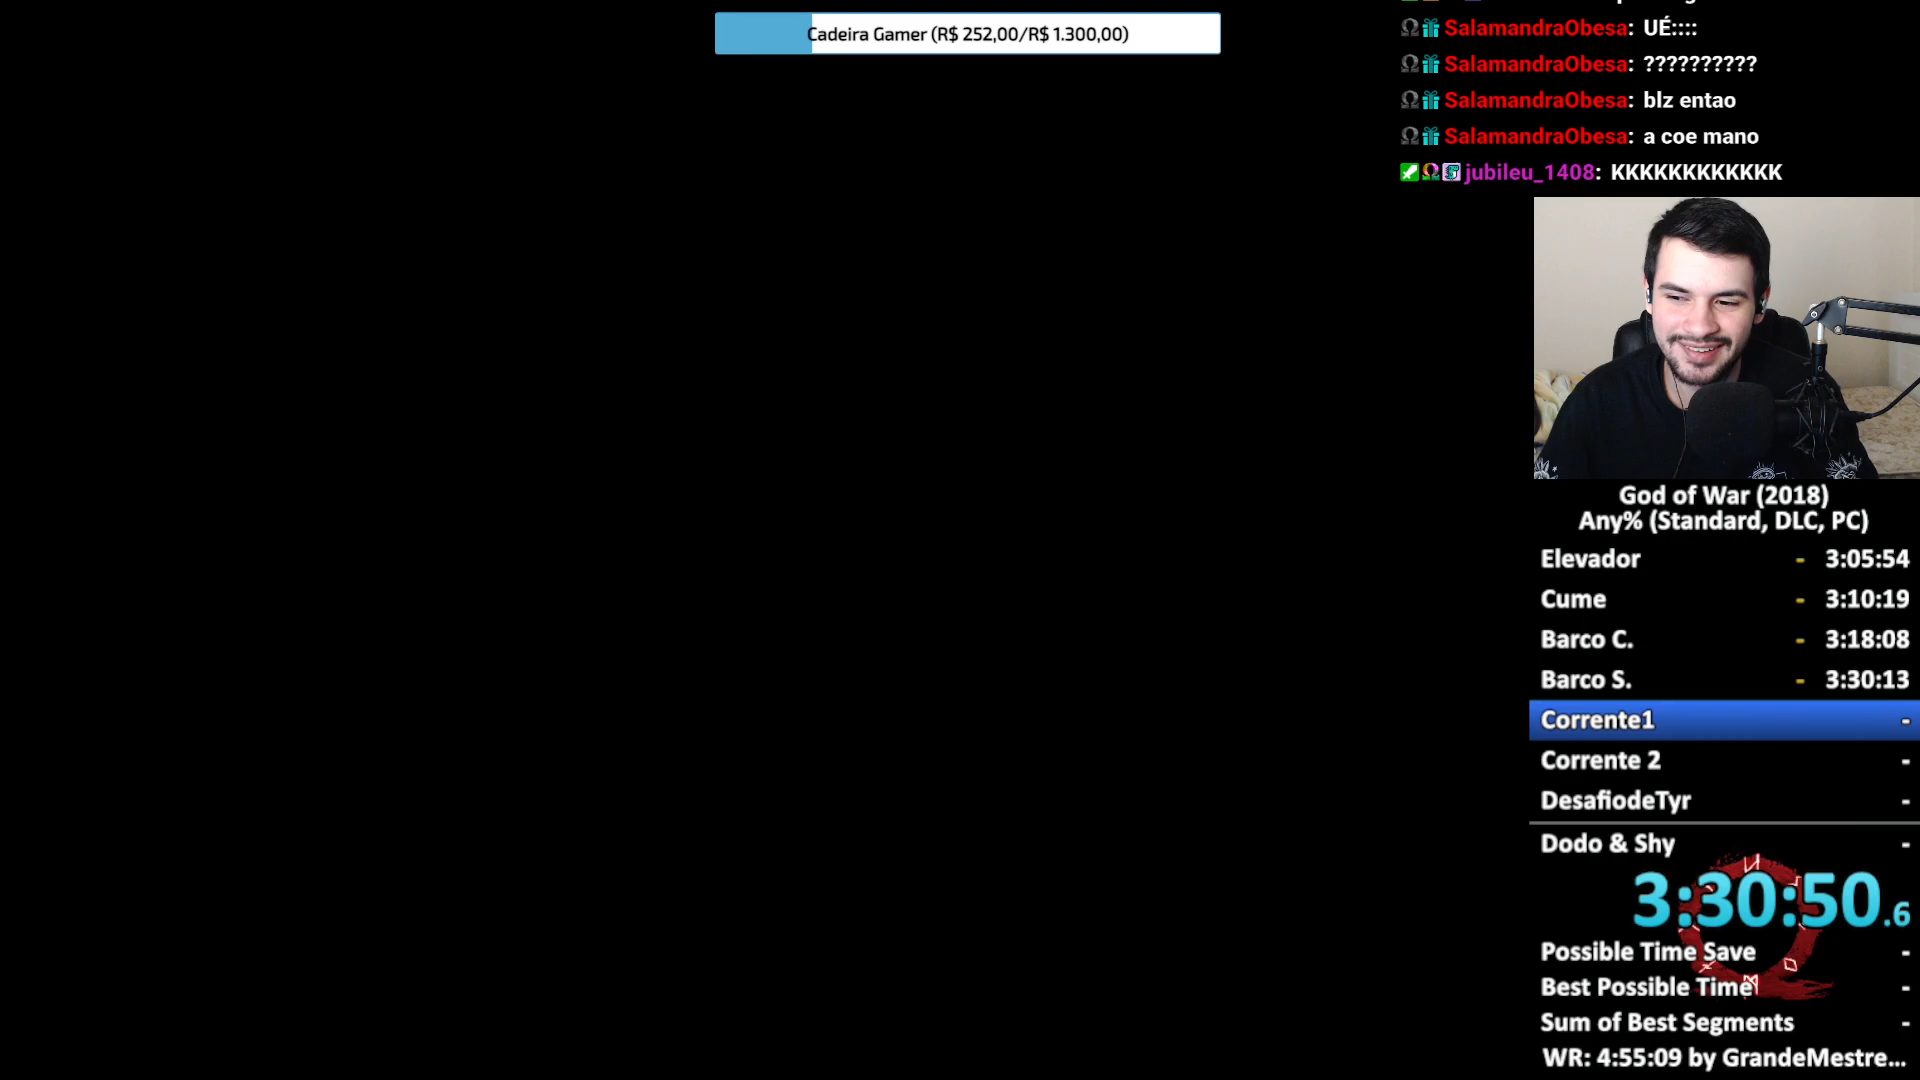 Cadeira Gamer (R$ 252,00/R$ 1.300,00)
SalamandraObesa: UÉ::::
SalamandraObesa: ??????????
SalamandraObesa: blz entao
SalamandraObesa: a coe mano
jubileu_1408: KKKKKKKKKKKK
God of War (2018)
Any% (Standard, DLC, PC)
Elevador - 3:05:54
Cume - 3:10:19
Barco C. - 3:18:08
Barco S. - 3:30:13
Corrente1 -
Corrente 2 -
DesafiodeTyr -
Dodo & Shy -
3:30:50.6
Possible Time Save -
Best Possible Time -
Sum of Best Segments -
WR: 4:55:09 by GrandeMestre...